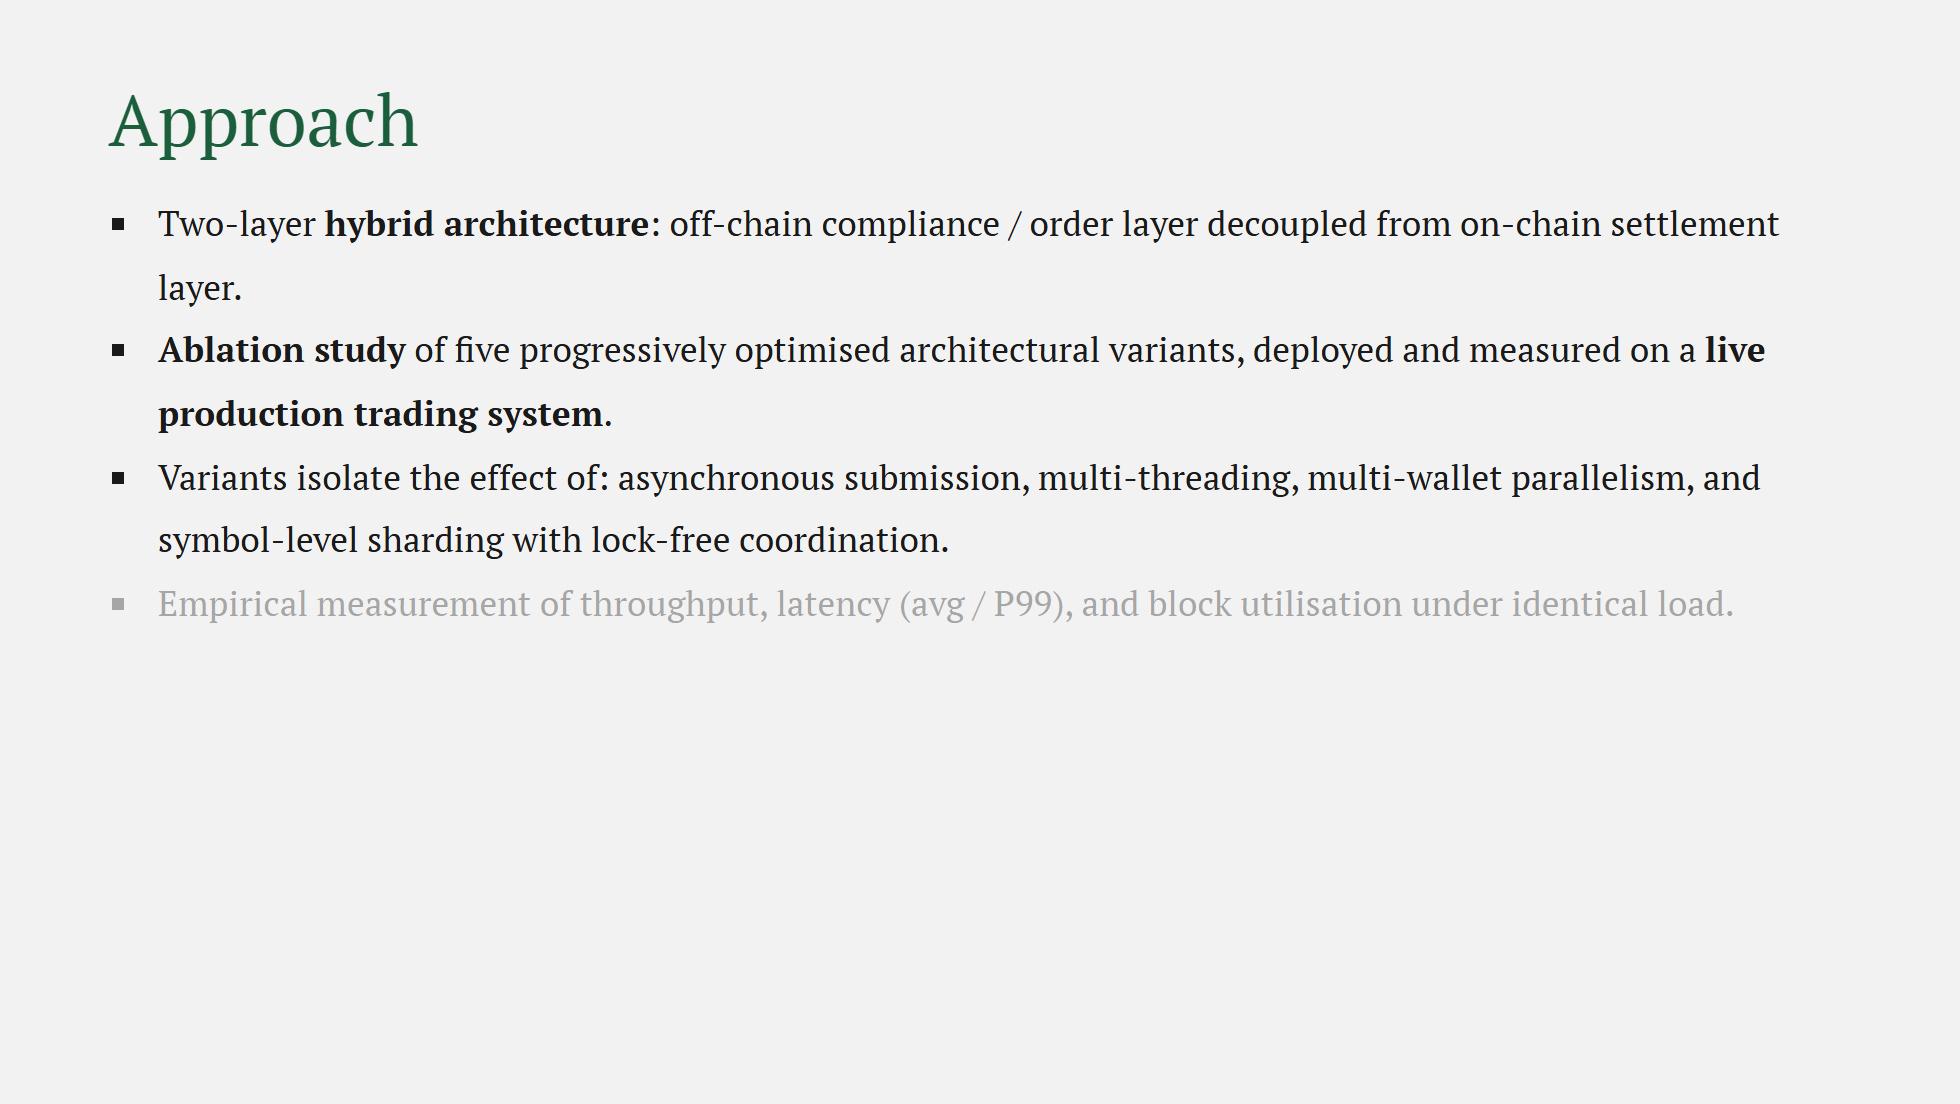 Approach
▪ Two-layer hybrid architecture: off-chain compliance / order layer decoupled from on-chain settlement
layer.
▪ Ablation study of five progressively optimised architectural variants, deployed and measured on a live
production trading system.
▪ Variants isolate the effect of: asynchronous submission, multi-threading, multi-wallet parallelism, and
symbol-level sharding with lock-free coordination.
▪ Empirical measurement of throughput, latency (avg / P99), and block utilisation under identical load.